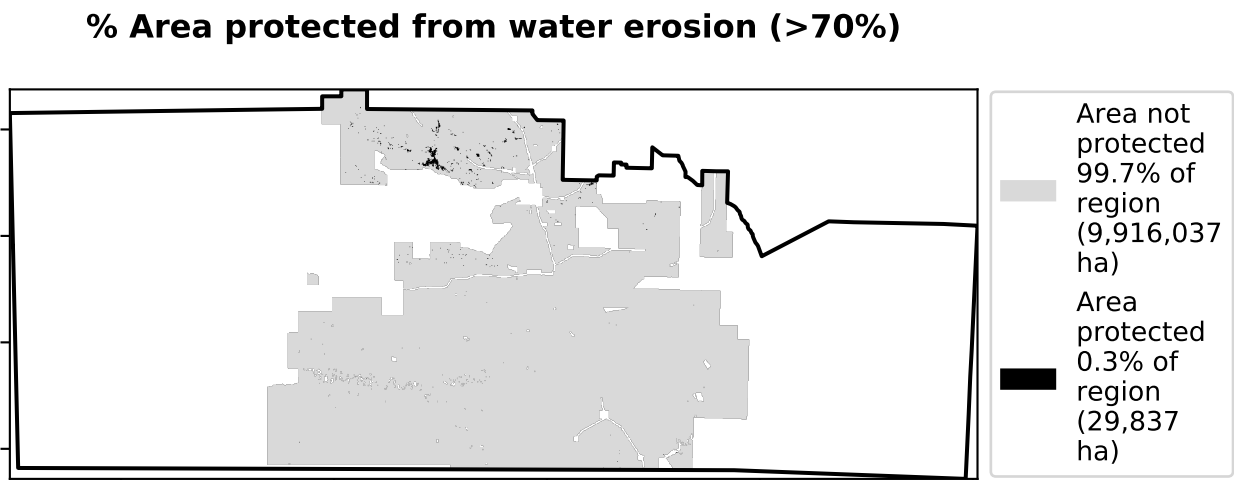 % Area protected from water erosion (>70%)
Area not
protected
99.7% of
region
(9,916,037
ha)
Area
protected
0.3% of
region
(29,837
ha)